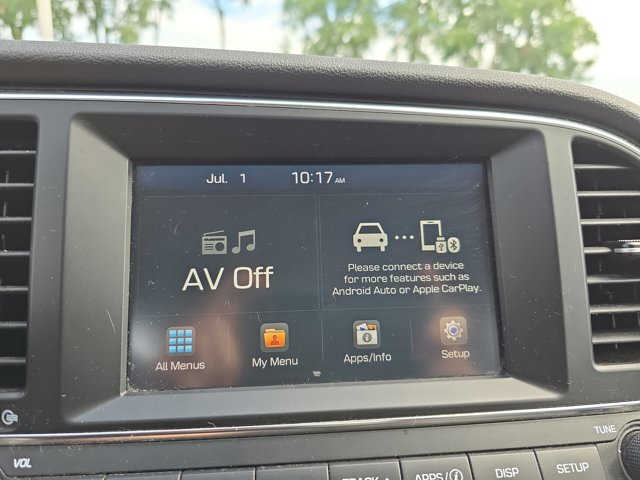 Jul. 1 10:17 AM
AV Off
Please connect a device
for more features such as
Android Auto or Apple CarPlay.
All Menus My Menu Apps/Info Setup
VOL TUNE
TRACK APPS/ DISP SETUP